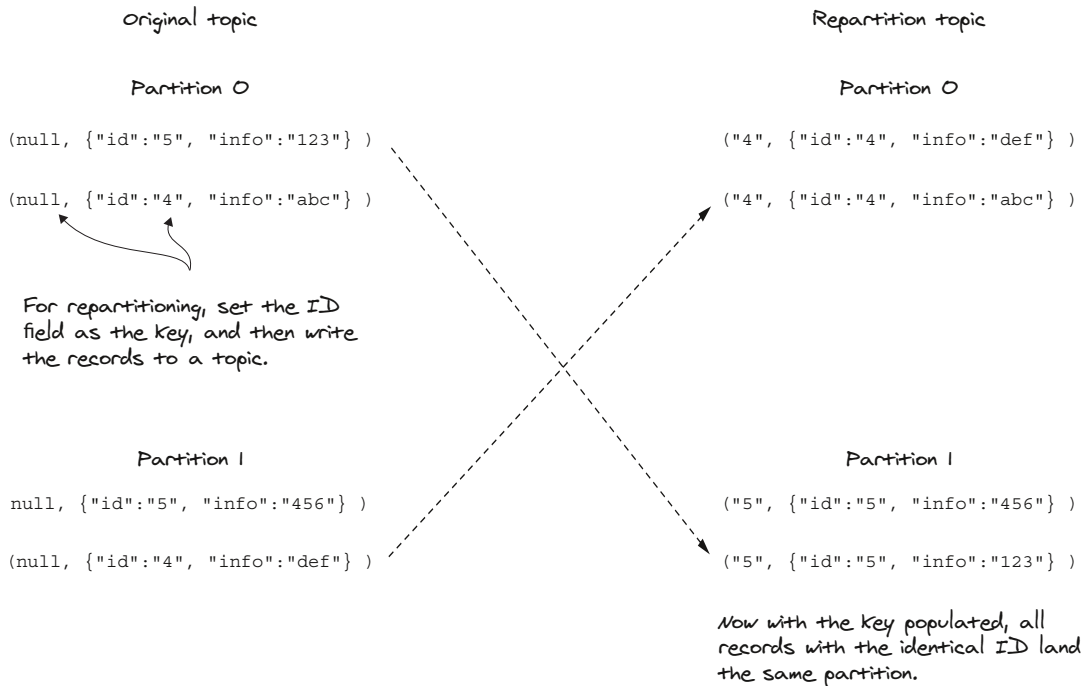 Original topic
Partition 0
(null, {"id":"5", "info":"123"} )
(null, {"id":"4", "info":"abc"} )
For repartitioning, set the ID
field as the key, and then write
the records to a topic.
Partition 1
null, {"id":"5", "info":"456"} )
(null, {"id":"4", "info":"def"} )
Repartition topic
Partition 0
("4", {"id":"4", "info":"def"} )
("4", {"id":"4", "info":"abc"} )
Partition 1
("5", {"id":"5", "info":"456"} )
("5", {"id":"5", "info":"123"} )
Now with the key populated, all
records with the identical ID land
the same partition.